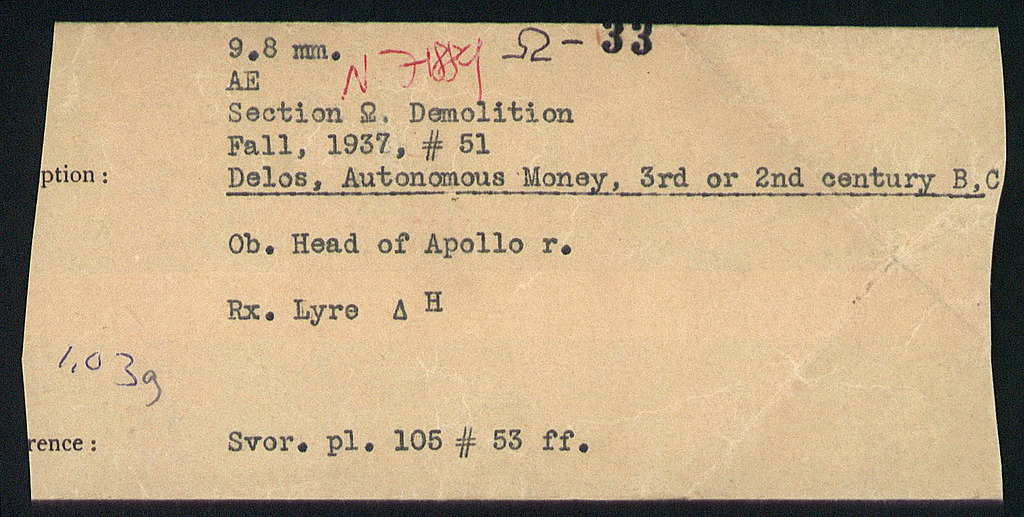 9.8 mm. Ω - 33
AE N 71889
Section Ω. Demolition
Fall, 1937, # 51
ption: Delos, Autonomous Money, 3rd or 2nd century B,C
Ob. Head of Apollo r.
Rx. Lyre Δ H
1,03g
rence: Svor. pl. 105 # 53 ff.